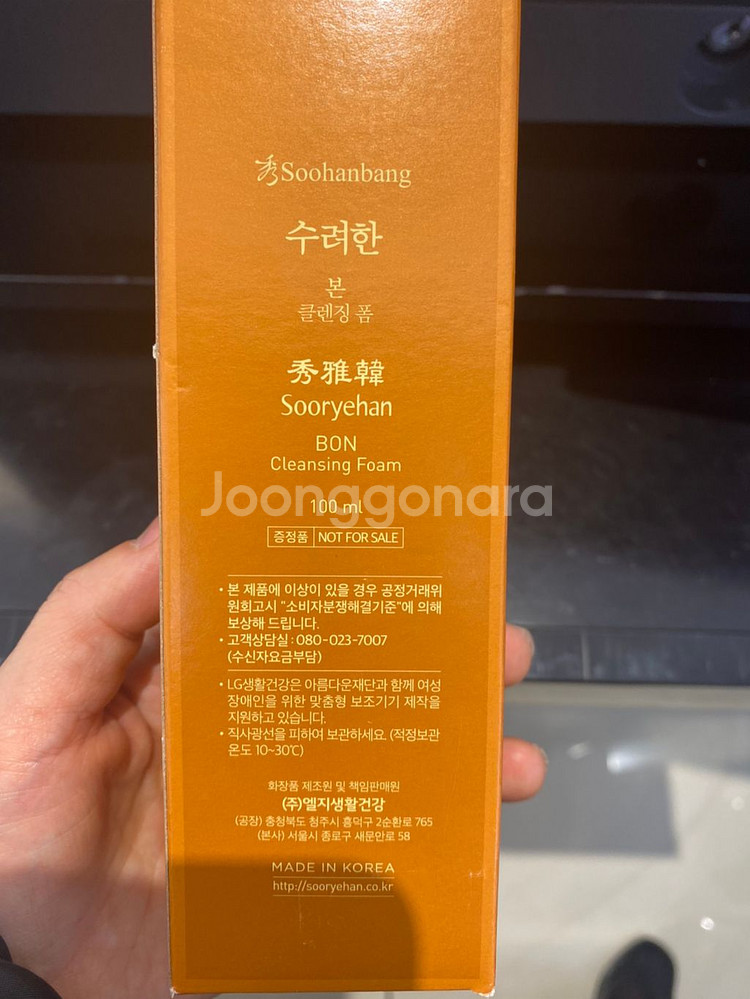 秀Soohanbang
수려한
본
클렌징 폼
秀雅韓
Sooryehan
BON
Cleansing Foam
Joonggonara
100 ml
증정품 NOT FOR SALE
• 본 제품에 이상이 있을 경우 공정거래위
원회고시 "소비자분쟁해결기준"에 의해
보상해 드립니다.
• 고객상담실 : 080-023-7007
(수신자요금부담)
• LG생활건강은 아름다운재단과 함께 여성
장애인을 위한 맞춤형 보조기기 제작을
지원하고 있습니다.
• 직사광선을 피하여 보관하세요. (적정보관
온도 10~30℃)
화장품 제조원 및 책임판매원
(주)엘지생활건강
(공장) 충청북도 청주시 흥덕구 2순환로 765
(본사) 서울시 종로구 새문안로 58
MADE IN KOREA
http://sooryehan.co.kr